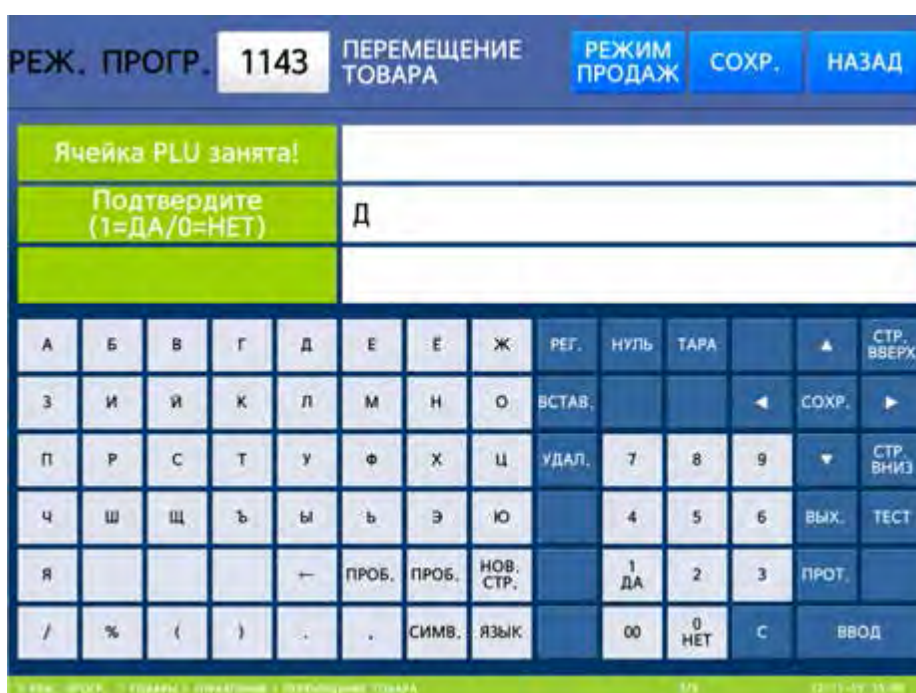 РЕЖ. ПРОГР. 1143 ПЕРЕМЕЩЕНИЕ ТОВАРА РЕЖИМ ПРОДАЖ СОХР. НАЗАД
Ячейка PLU занята!
Подтвердите
(1=ДА/0=НЕТ) Д
А Б В Г Д Е Ё Ж РЕГ. НУЛЬ ТАРА ▲ СТР. ВВЕРХ
З И Й К Л М Н О ВСТАВ. ◄ СОХР. ►
П Р С Т У Ф Х Ц УДАЛ. 7 8 9 ▼ СТР. ВНИЗ
Ч Ш Щ Ъ Ы Ь Э Ю 4 5 6 ВЫХ. ТЕСТ
Я ← ПРОБ. ПРОБ. НОВ. СТР. 1 ДА 2 3 ПРОТ.
/ % ( ) . , СИМВ. ЯЗЫК 00 0 НЕТ С ВВОД